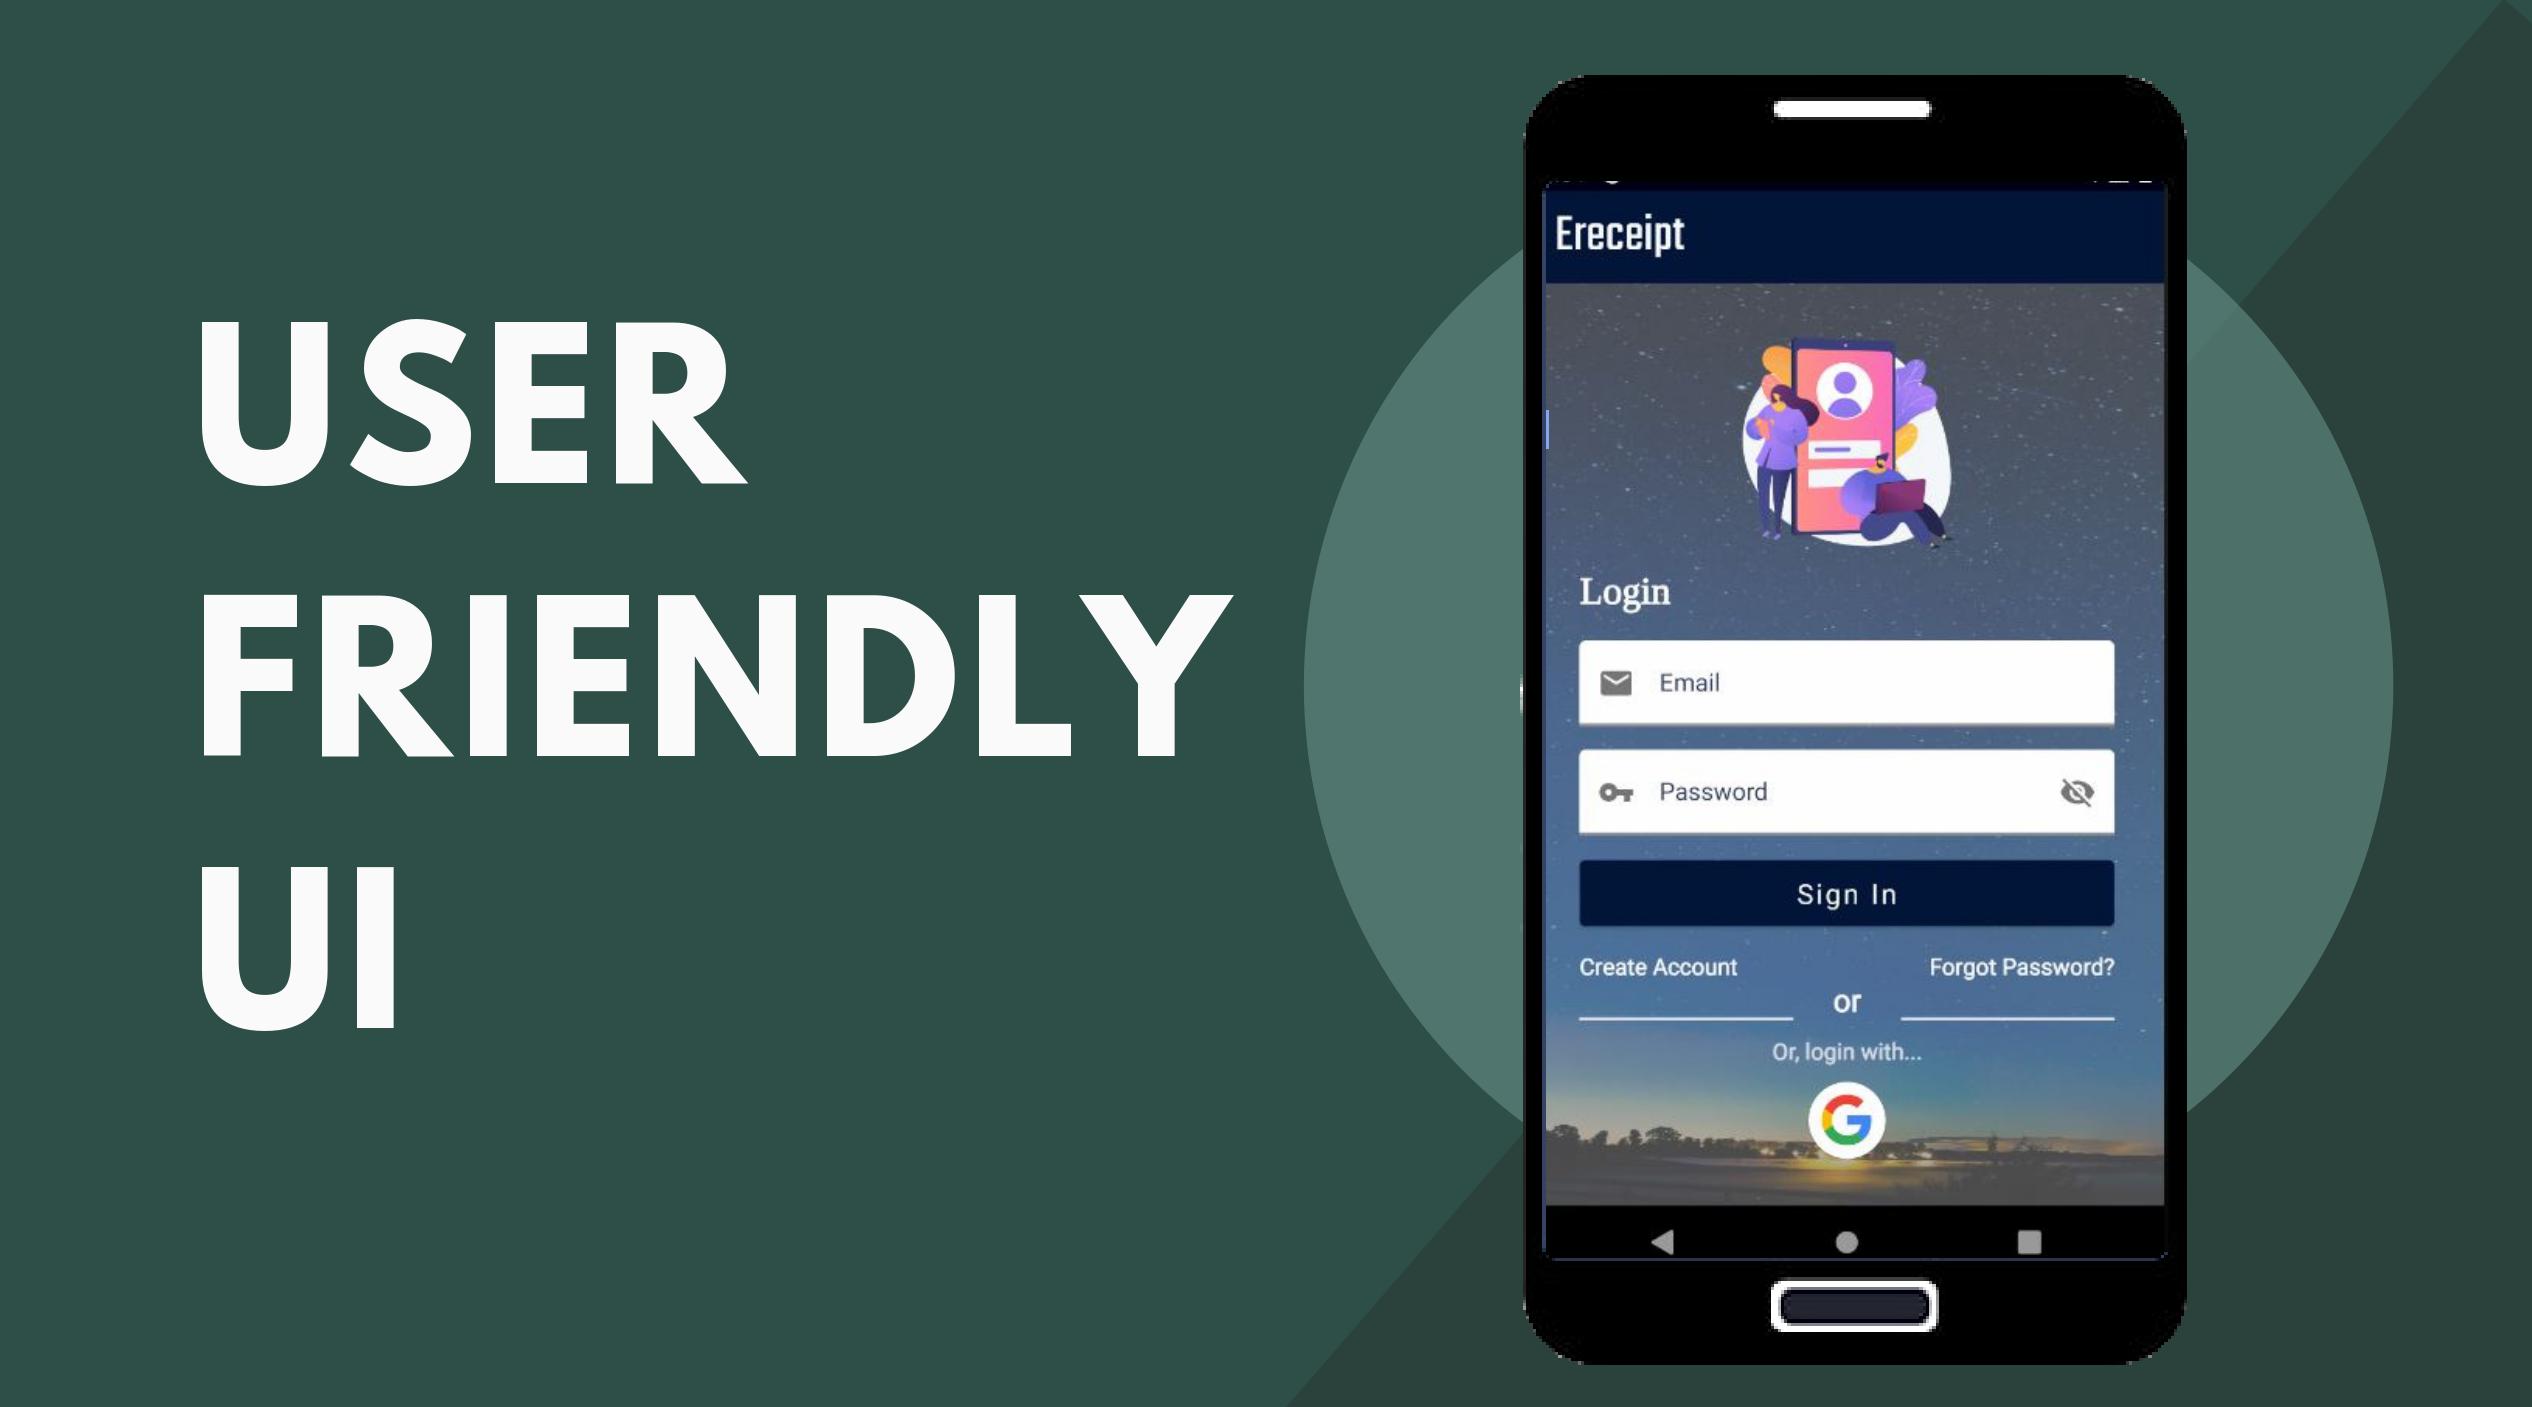 USER
FRIENDLY
UI
Ereceipt
Login
Email
Password
Sign In
Create Account
Forgot Password?
or
Or, login with...
G